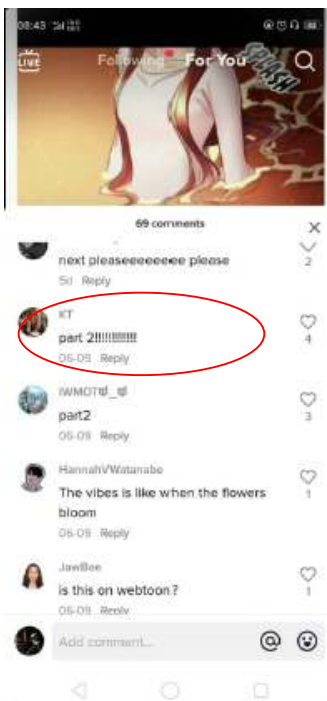 08:43
LIVE
Following For You
SPLASH
69 comments
next pleaseeeeeeee please
2
5d Reply
KT
part 2!!!!!!!!!!!!!
4
06-09 Reply
part2
3
06-09 Reply
HannahVWatanabe
The vibes is like when the flowers
bloom
1
06-09 Reply
JawBee
is this on webtoon?
1
06-09 Reply
Add comment...